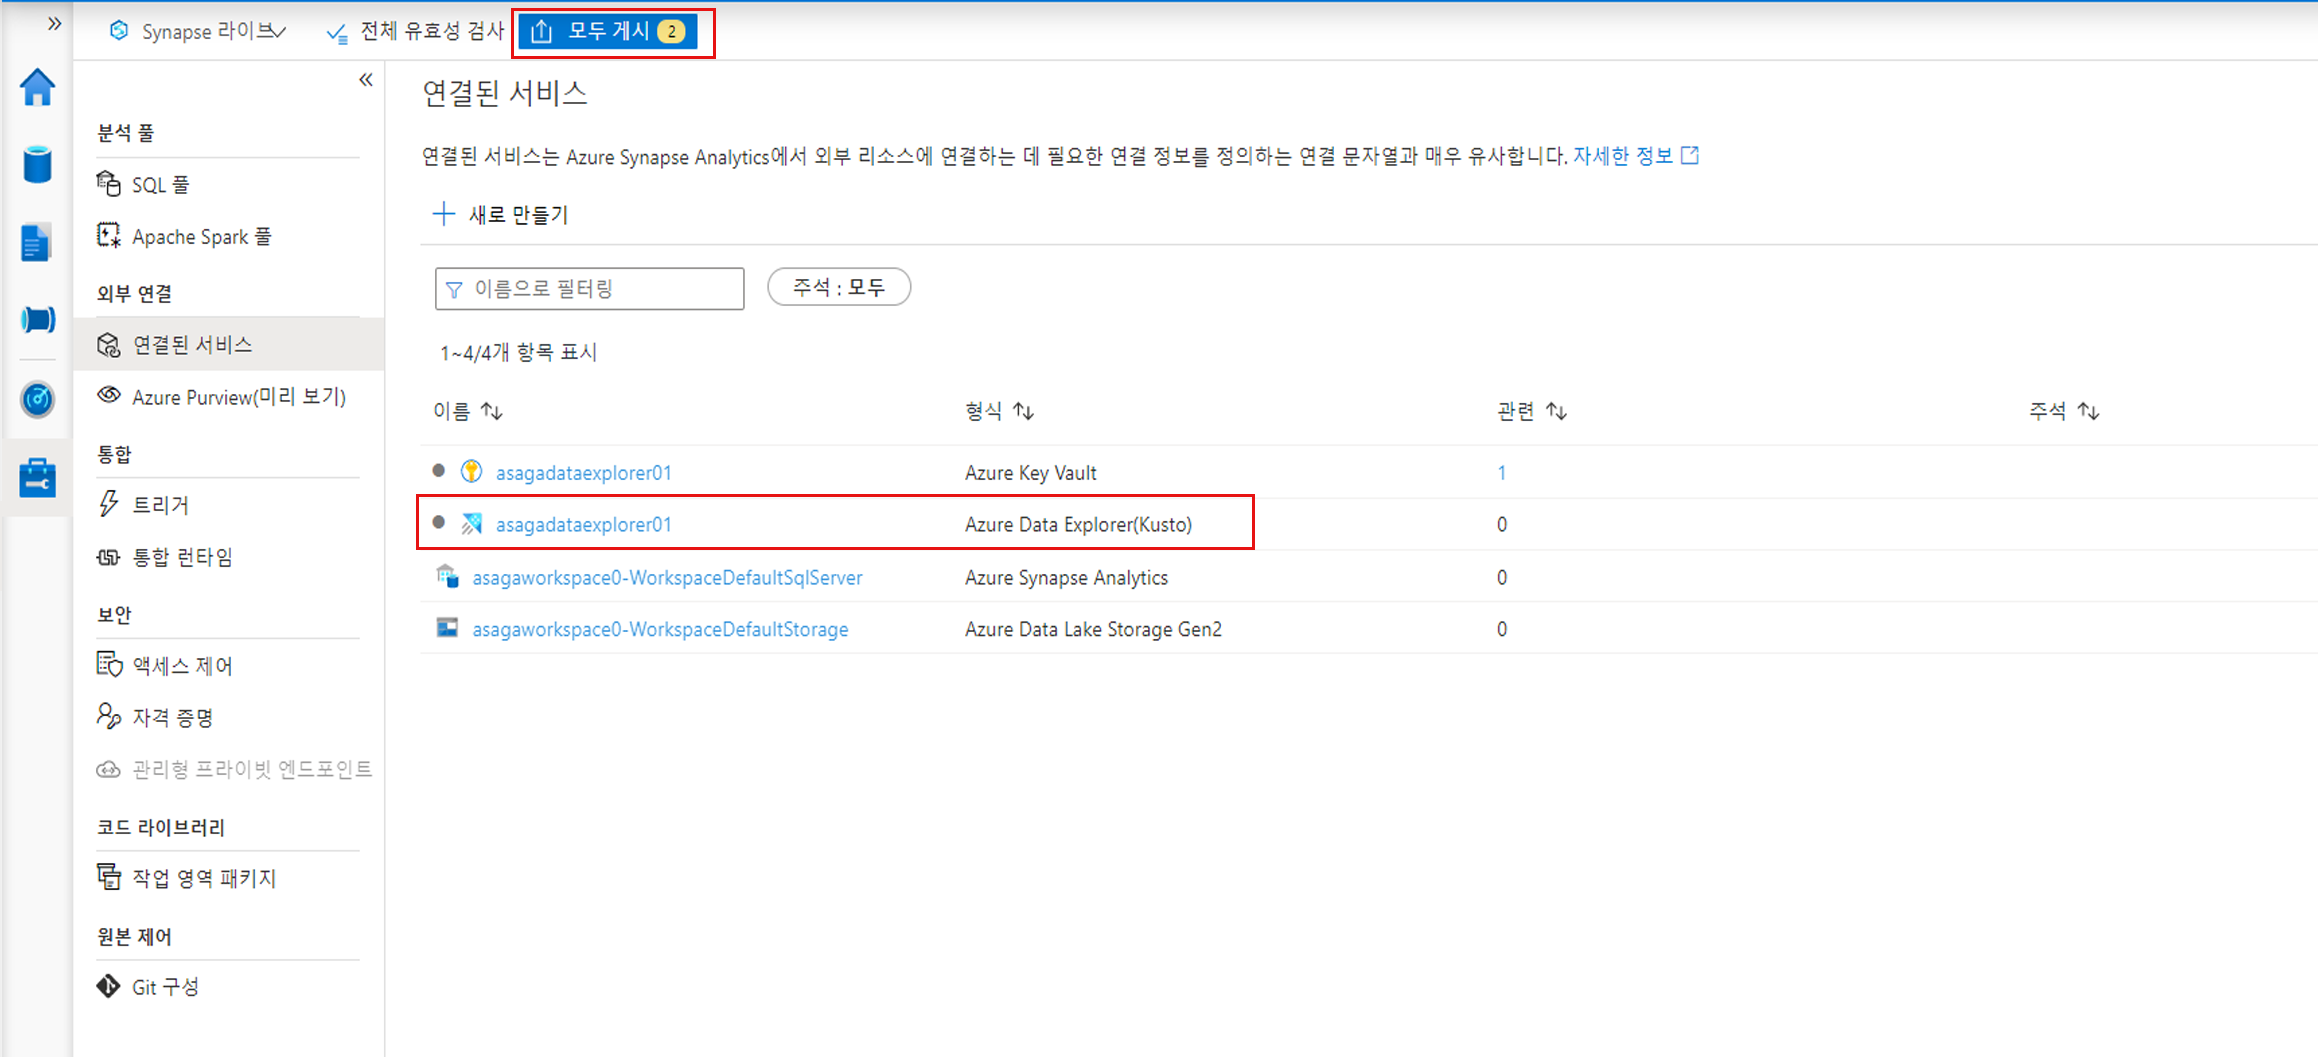 Synapse 라이브
전체 유효성 검사
모두 게시 2
분석 풀
SQL 풀
Apache Spark 풀
외부 연결
연결된 서비스
Azure Purview(미리 보기)
통합
트리거
통합 런타임
보안
액세스 제어
자격 증명
관리형 프라이빗 엔드포인트
코드 라이브러리
작업 영역 패키지
원본 제어
Git 구성
연결된 서비스
연결된 서비스는 Azure Synapse Analytics에서 외부 리소스에 연결하는 데 필요한 연결 정보를 정의하는 연결 문자열과 매우 유사합니다. 자세한 정보
새로 만들기
이름으로 필터링
주석 : 모두
1~4/4개 항목 표시
이름 형식 관련 주석
asagadataexplorer01 Azure Key Vault 1
asagadataexplorer01 Azure Data Explorer(Kusto) 0
asagaworkspace0-WorkspaceDefaultSqlServer Azure Synapse Analytics 0
asagaworkspace0-WorkspaceDefaultStorage Azure Data Lake Storage Gen2 0